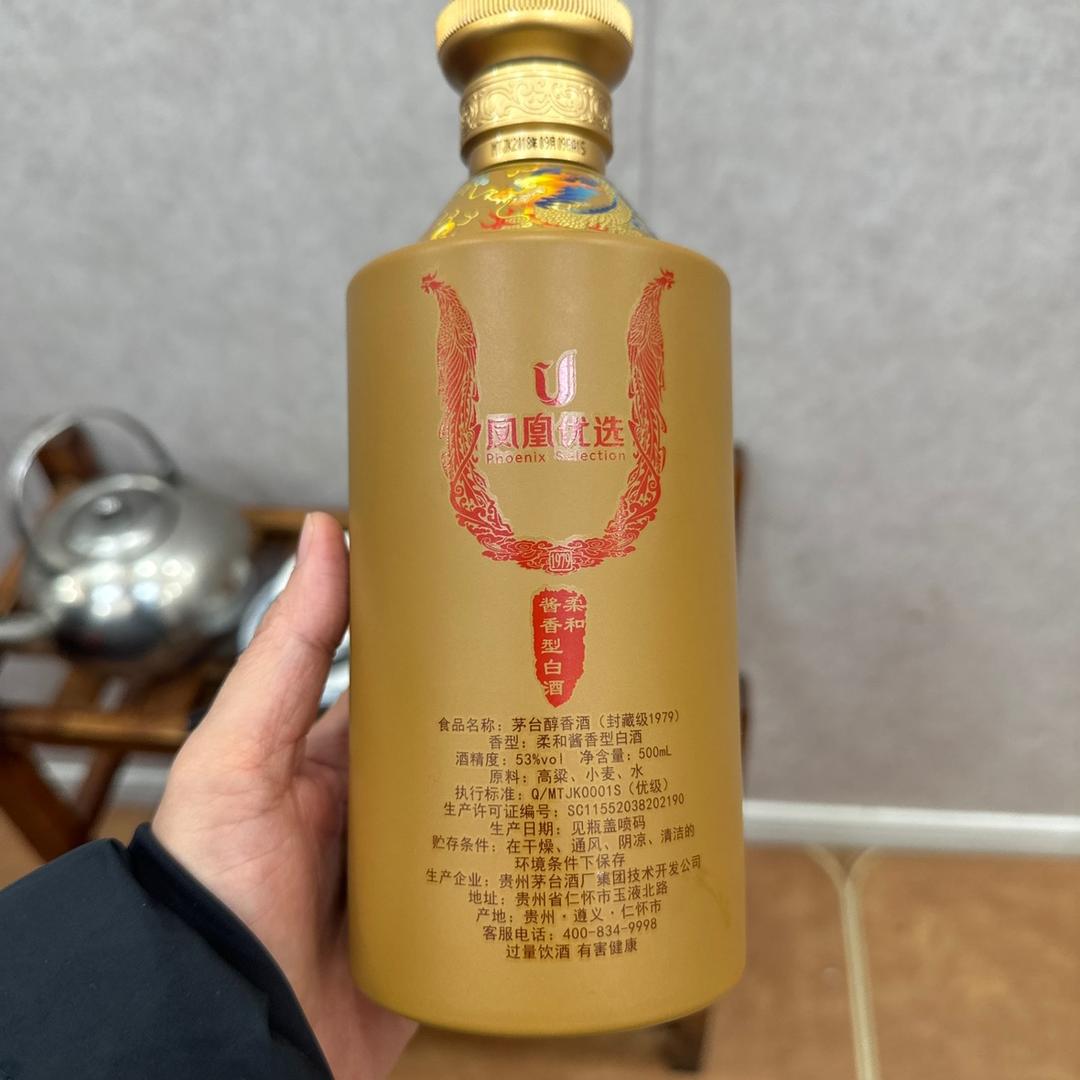 凤凰优选
Phoenix Selection
1979
柔和
酱香型白酒
食品名称：茅台醇香酒（封藏级1979）
香型：柔和酱香型白酒
酒精度：53%vol 净含量：500mL
原料：高粱、小麦、水
执行标准：Q/MTJK0001S（优级）
生产许可证编号：SC11552038202190
生产日期：见瓶盖喷码
贮存条件：在干燥、通风、阴凉、清洁的
环境条件下保存
生产企业：贵州茅台酒厂集团技术开发公司
地址：贵州省仁怀市玉液北路
产地：贵州·遵义·仁怀市
客服电话：400-834-9998
过量饮酒 有害健康